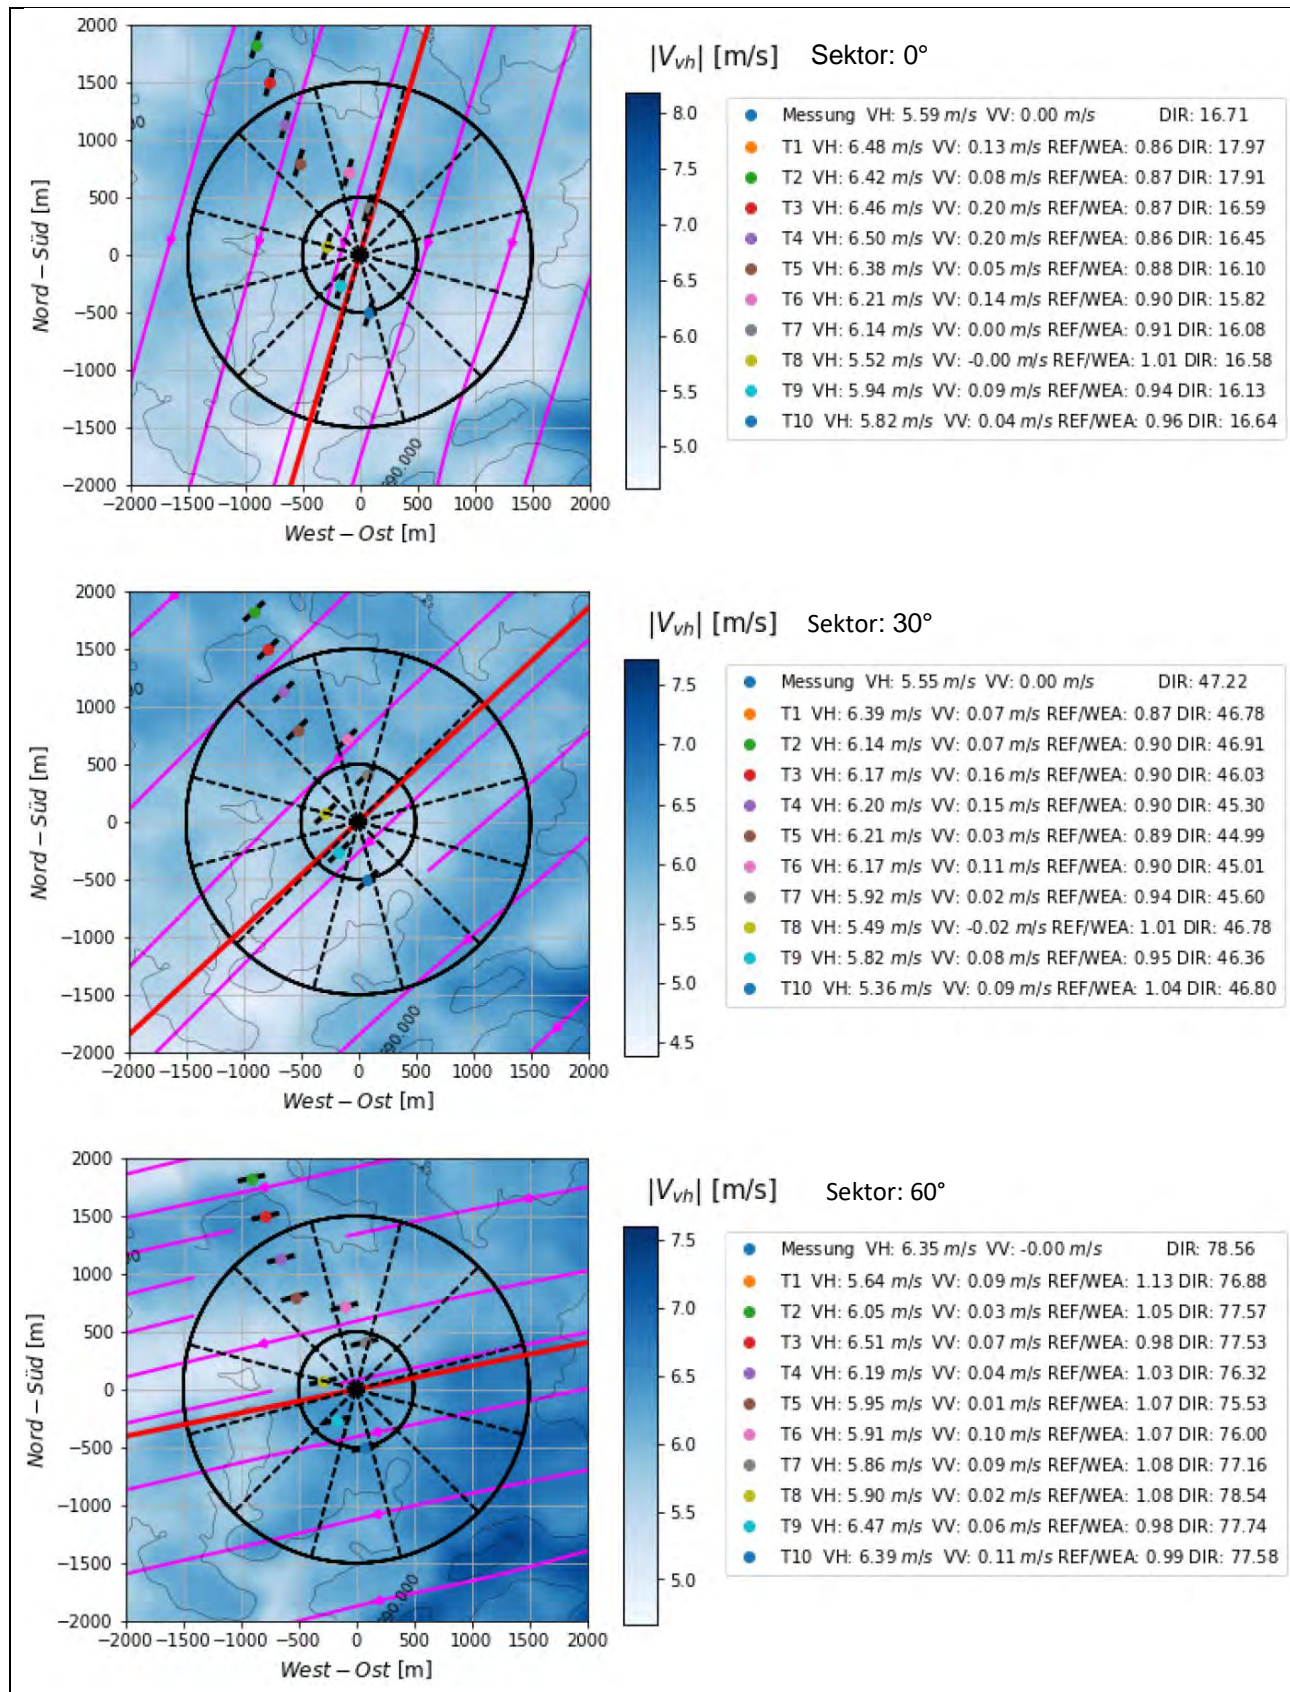 |V_vh| [m/s] Sektor: 0°
2000
1500
1000
500
0
−500
−1000
−1500
−2000
Nord − Süd [m]
−2000 −1500 −1000 −500 0 500 1000 1500 2000
West − Ost [m]
8.0
7.5
7.0
6.5
6.0
5.5
5.0
Messung VH: 5.59 m/s VV: 0.00 m/s DIR: 16.71
T1 VH: 6.48 m/s VV: 0.13 m/s REF/WEA: 0.86 DIR: 17.97
T2 VH: 6.42 m/s VV: 0.08 m/s REF/WEA: 0.87 DIR: 17.91
T3 VH: 6.46 m/s VV: 0.20 m/s REF/WEA: 0.87 DIR: 16.59
T4 VH: 6.50 m/s VV: 0.20 m/s REF/WEA: 0.86 DIR: 16.45
T5 VH: 6.38 m/s VV: 0.05 m/s REF/WEA: 0.88 DIR: 16.10
T6 VH: 6.21 m/s VV: 0.14 m/s REF/WEA: 0.90 DIR: 15.82
T7 VH: 6.14 m/s VV: 0.00 m/s REF/WEA: 0.91 DIR: 16.08
T8 VH: 5.52 m/s VV: -0.00 m/s REF/WEA: 1.01 DIR: 16.58
T9 VH: 5.94 m/s VV: 0.09 m/s REF/WEA: 0.94 DIR: 16.13
T10 VH: 5.82 m/s VV: 0.04 m/s REF/WEA: 0.96 DIR: 16.64
|V_vh| [m/s] Sektor: 30°
2000
1500
1000
500
0
−500
−1000
−1500
−2000
Nord − Süd [m]
−2000 −1500 −1000 −500 0 500 1000 1500 2000
West − Ost [m]
7.5
7.0
6.5
6.0
5.5
5.0
4.5
Messung VH: 5.55 m/s VV: 0.00 m/s DIR: 47.22
T1 VH: 6.39 m/s VV: 0.07 m/s REF/WEA: 0.87 DIR: 46.78
T2 VH: 6.14 m/s VV: 0.07 m/s REF/WEA: 0.90 DIR: 46.91
T3 VH: 6.17 m/s VV: 0.16 m/s REF/WEA: 0.90 DIR: 46.03
T4 VH: 6.20 m/s VV: 0.15 m/s REF/WEA: 0.90 DIR: 45.30
T5 VH: 6.21 m/s VV: 0.03 m/s REF/WEA: 0.89 DIR: 44.99
T6 VH: 6.17 m/s VV: 0.11 m/s REF/WEA: 0.90 DIR: 45.01
T7 VH: 5.92 m/s VV: 0.02 m/s REF/WEA: 0.94 DIR: 45.60
T8 VH: 5.49 m/s VV: -0.02 m/s REF/WEA: 1.01 DIR: 46.78
T9 VH: 5.82 m/s VV: 0.08 m/s REF/WEA: 0.95 DIR: 46.36
T10 VH: 5.36 m/s VV: 0.09 m/s REF/WEA: 1.04 DIR: 46.80
|V_vh| [m/s] Sektor: 60°
2000
1500
1000
500
0
−500
−1000
−1500
−2000
Nord − Süd [m]
−2000 −1500 −1000 −500 0 500 1000 1500 2000
West − Ost [m]
7.5
7.0
6.5
6.0
5.5
5.0
Messung VH: 6.35 m/s VV: -0.00 m/s DIR: 78.56
T1 VH: 5.64 m/s VV: 0.09 m/s REF/WEA: 1.13 DIR: 76.88
T2 VH: 6.05 m/s VV: 0.03 m/s REF/WEA: 1.05 DIR: 77.57
T3 VH: 6.51 m/s VV: 0.07 m/s REF/WEA: 0.98 DIR: 77.53
T4 VH: 6.19 m/s VV: 0.04 m/s REF/WEA: 1.03 DIR: 76.32
T5 VH: 5.95 m/s VV: 0.01 m/s REF/WEA: 1.07 DIR: 75.53
T6 VH: 5.91 m/s VV: 0.10 m/s REF/WEA: 1.07 DIR: 76.00
T7 VH: 5.86 m/s VV: 0.09 m/s REF/WEA: 1.08 DIR: 77.16
T8 VH: 5.90 m/s VV: 0.02 m/s REF/WEA: 1.08 DIR: 78.54
T9 VH: 6.47 m/s VV: 0.06 m/s REF/WEA: 0.98 DIR: 77.74
T10 VH: 6.39 m/s VV: 0.11 m/s REF/WEA: 0.99 DIR: 77.58